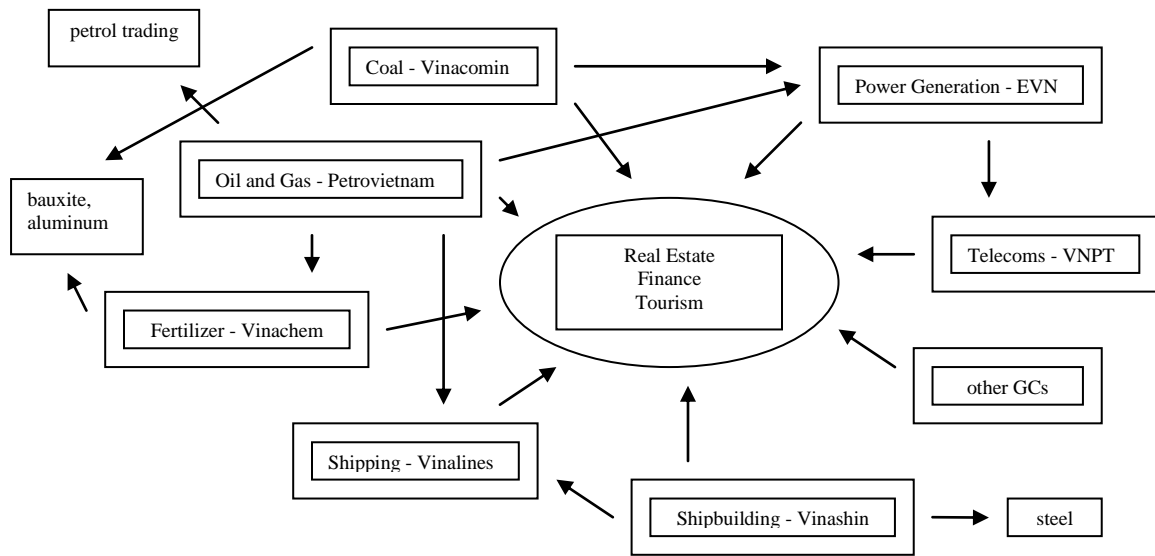 petrol trading
Coal - Vinacomin
Power Generation - EVN
Oil and Gas - Petrovietnam
bauxite,
aluminum
Real Estate
Finance
Tourism
Telecoms - VNPT
Fertilizer - Vinachem
other GCs
Shipping - Vinalines
Shipbuilding - Vinashin
steel